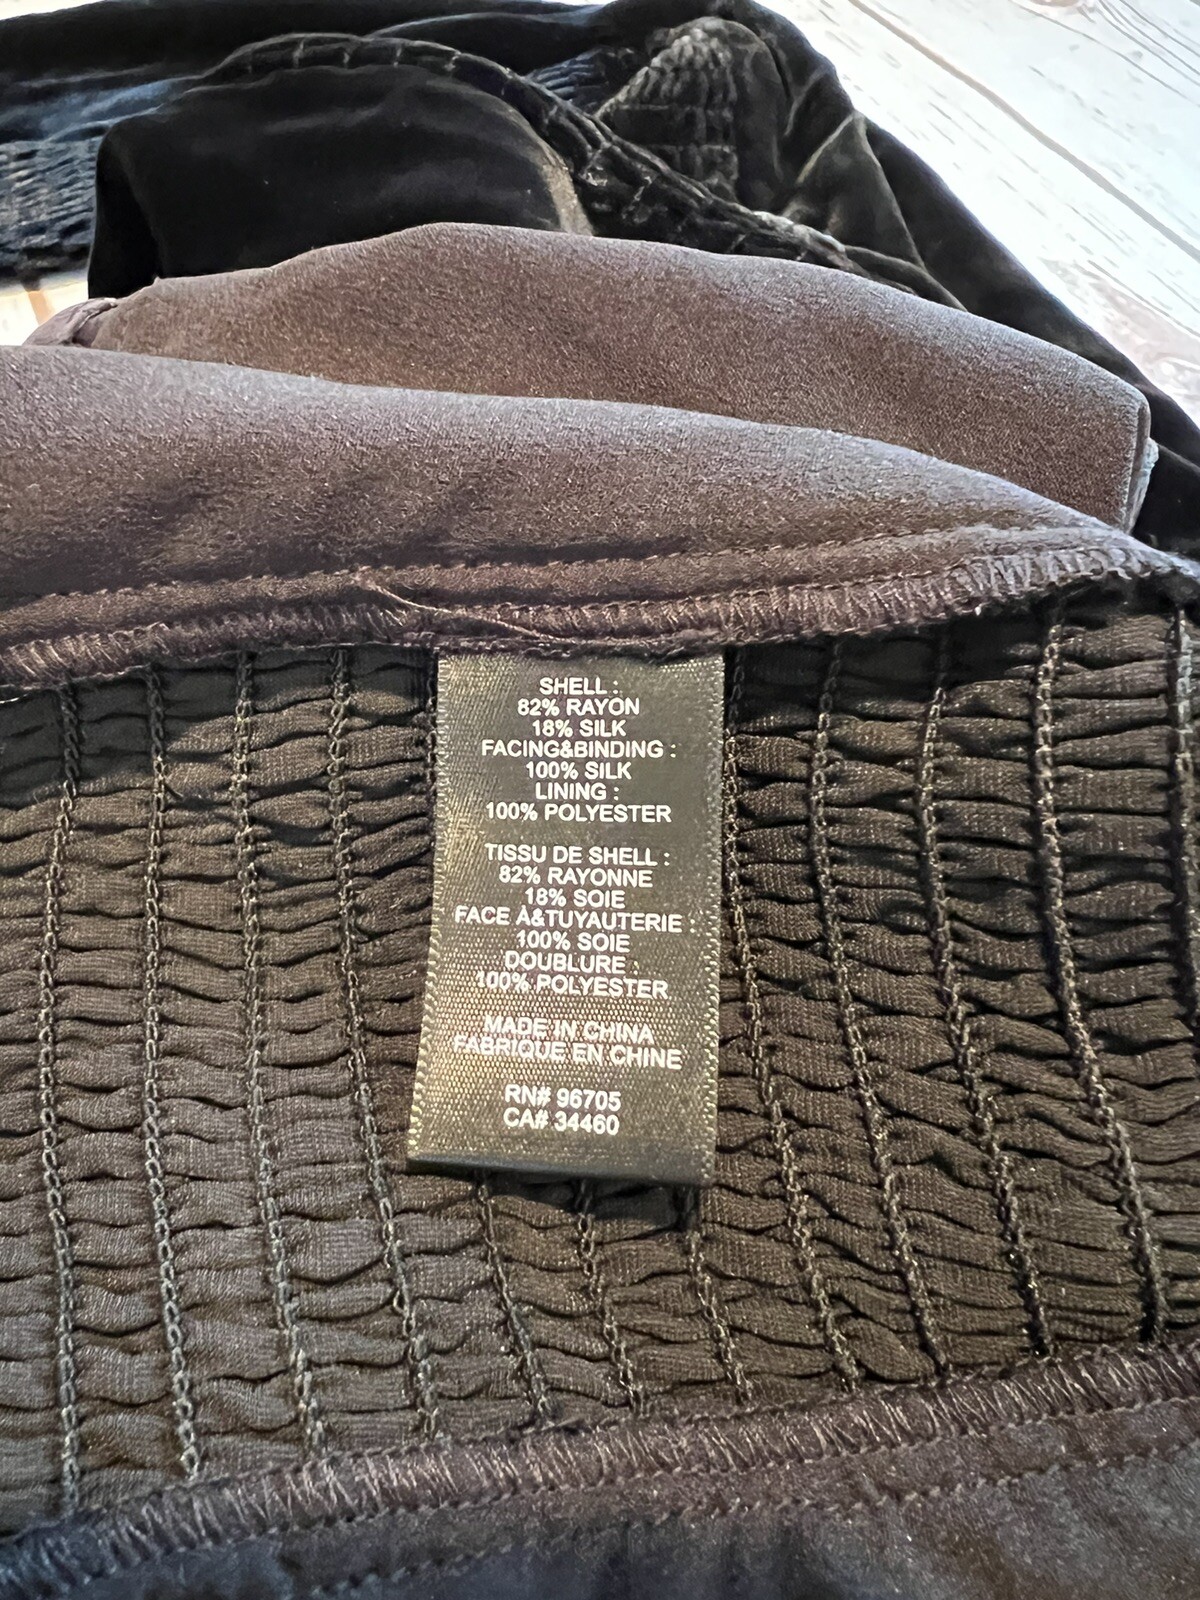 SHELL :
82% RAYON
18% SILK
FACING&BINDING :
100% SILK
LINING :
100% POLYESTER
TISSU DE SHELL :
82% RAYONNE
18% SOIE
FACE À&TUYAUTERIE :
100% SOIE
DOUBLURE :
100% POLYESTER
MADE IN CHINA
FABRIQUE EN CHINE
RN# 96705
CA# 34460